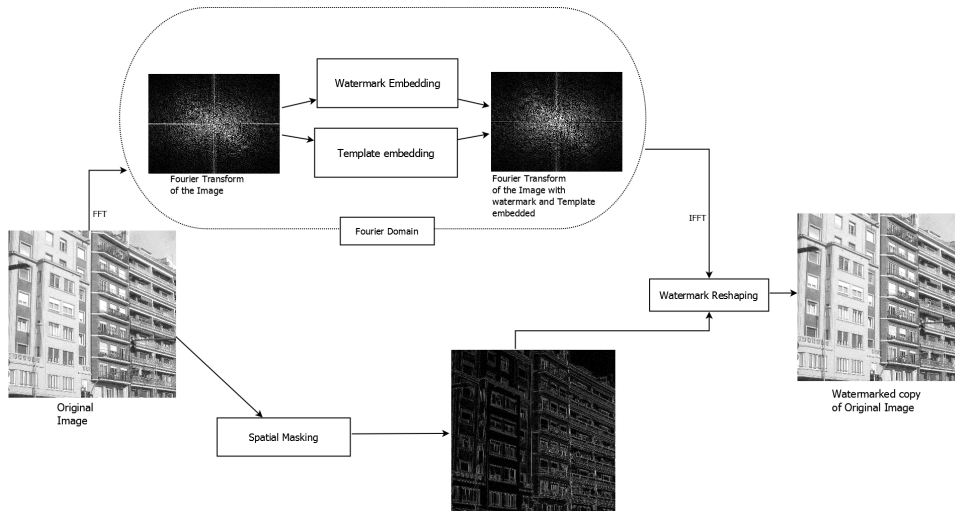 Watermark Embedding
Template embedding
Fourier Transform
of the Image
Fourier Transform
of the Image with
watermark and Template
embedded
Fourier Domain
FFT
IFFT
Watermark Reshaping
Original
Image
Spatial Masking
Watermarked copy
of Original Image